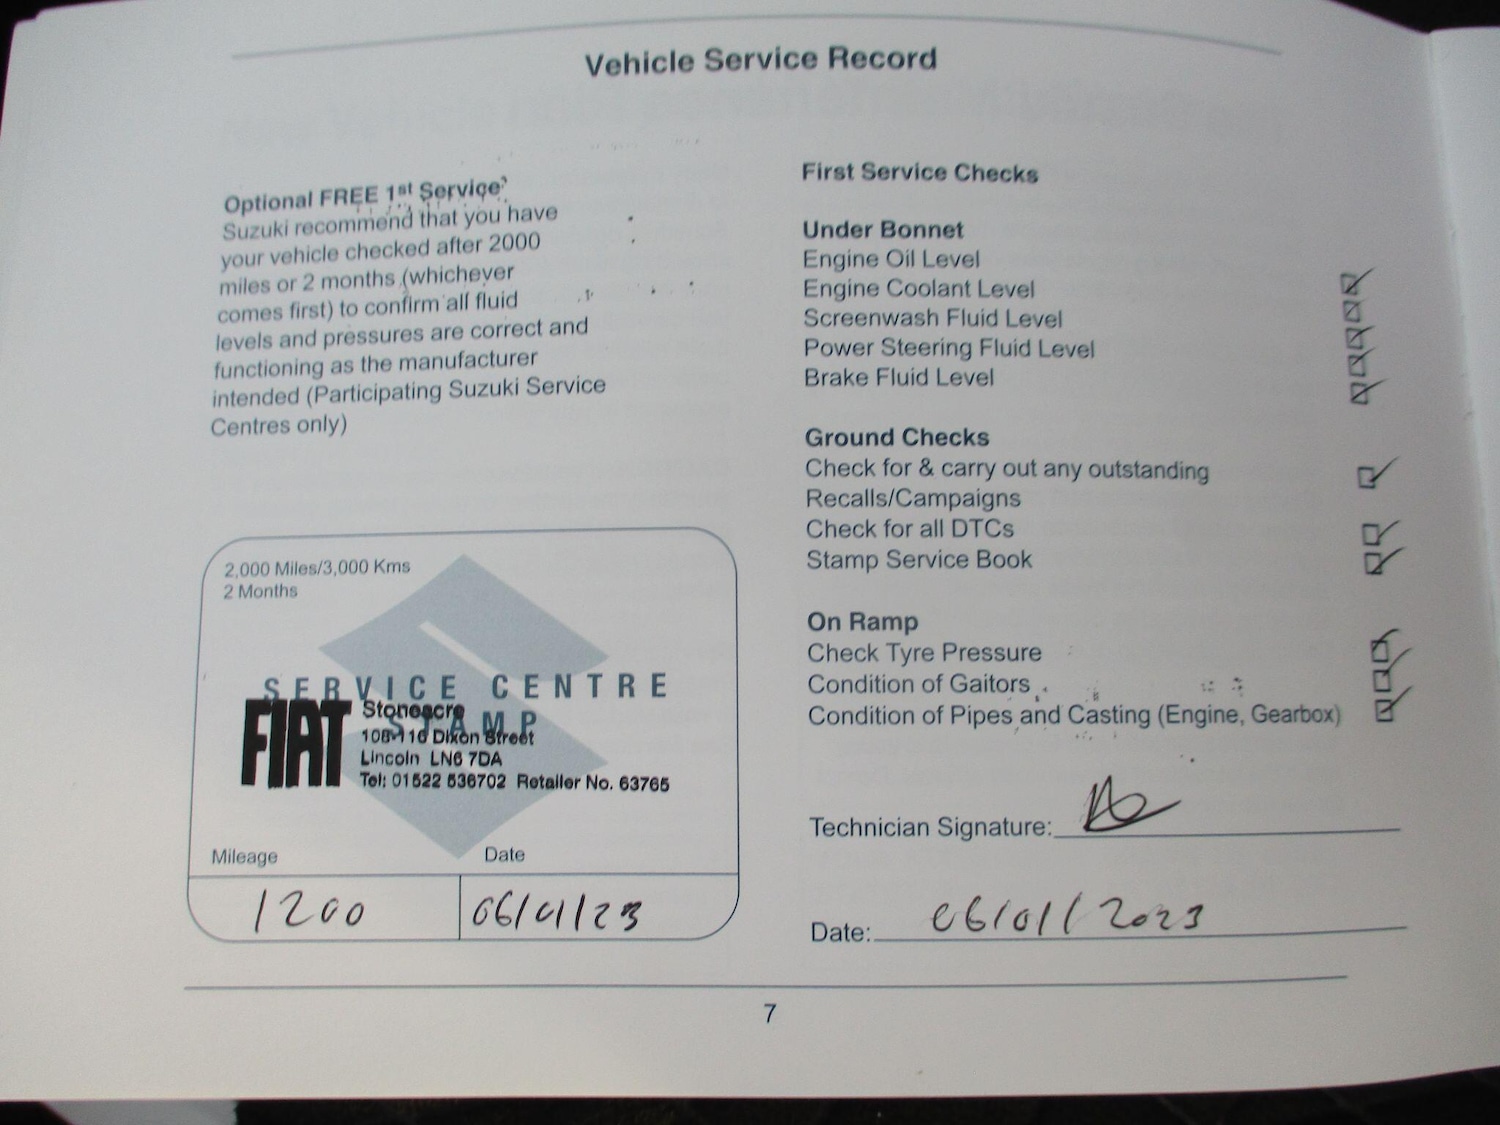 Vehicle Service Record
Optional FREE 1st Service
Suzuki recommend that you have
your vehicle checked after 2000
miles or 2 months (whichever
comes first) to confirm all fluid
levels and pressures are correct and
functioning as the manufacturer
intended (Participating Suzuki Service
Centres only)
2,000 Miles/3,000 Kms
2 Months
SERVICE CENTRE
STAMP
FIAT
Stoneacre
108-116 Dixon Street
Lincoln LN6 7DA
Tel: 01522 536702 Retailer No. 63765
Mileage
Date
1200
06/01/23
First Service Checks
Under Bonnet
Engine Oil Level
Engine Coolant Level
Screenwash Fluid Level
Power Steering Fluid Level
Brake Fluid Level
Ground Checks
Check for & carry out any outstanding
Recalls/Campaigns
Check for all DTCs
Stamp Service Book
On Ramp
Check Tyre Pressure
Condition of Gaitors
Condition of Pipes and Casting (Engine, Gearbox)
Technician Signature:
Date: 06/01/2023
7